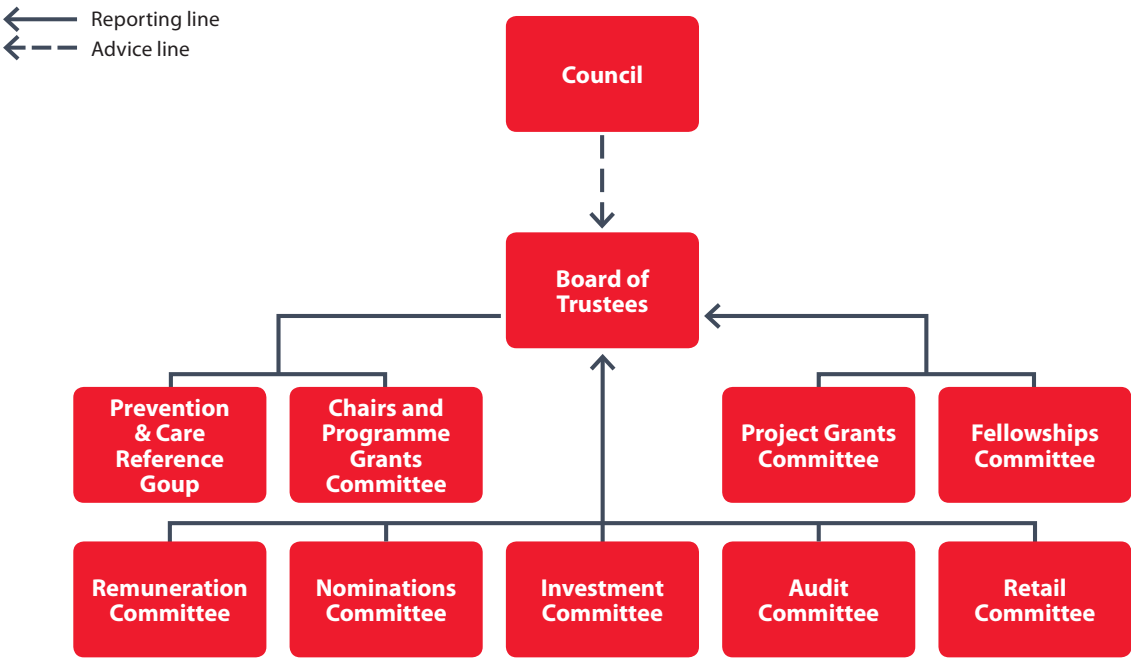 Reporting line
Advice line
Council
Board of
Trustees
Prevention
& Care
Reference
Goup
Chairs and
Programme
Grants
Committee
Project Grants
Committee
Fellowships
Committee
Remuneration
Committee
Nominations
Committee
Investment
Committee
Audit
Committee
Retail
Committee